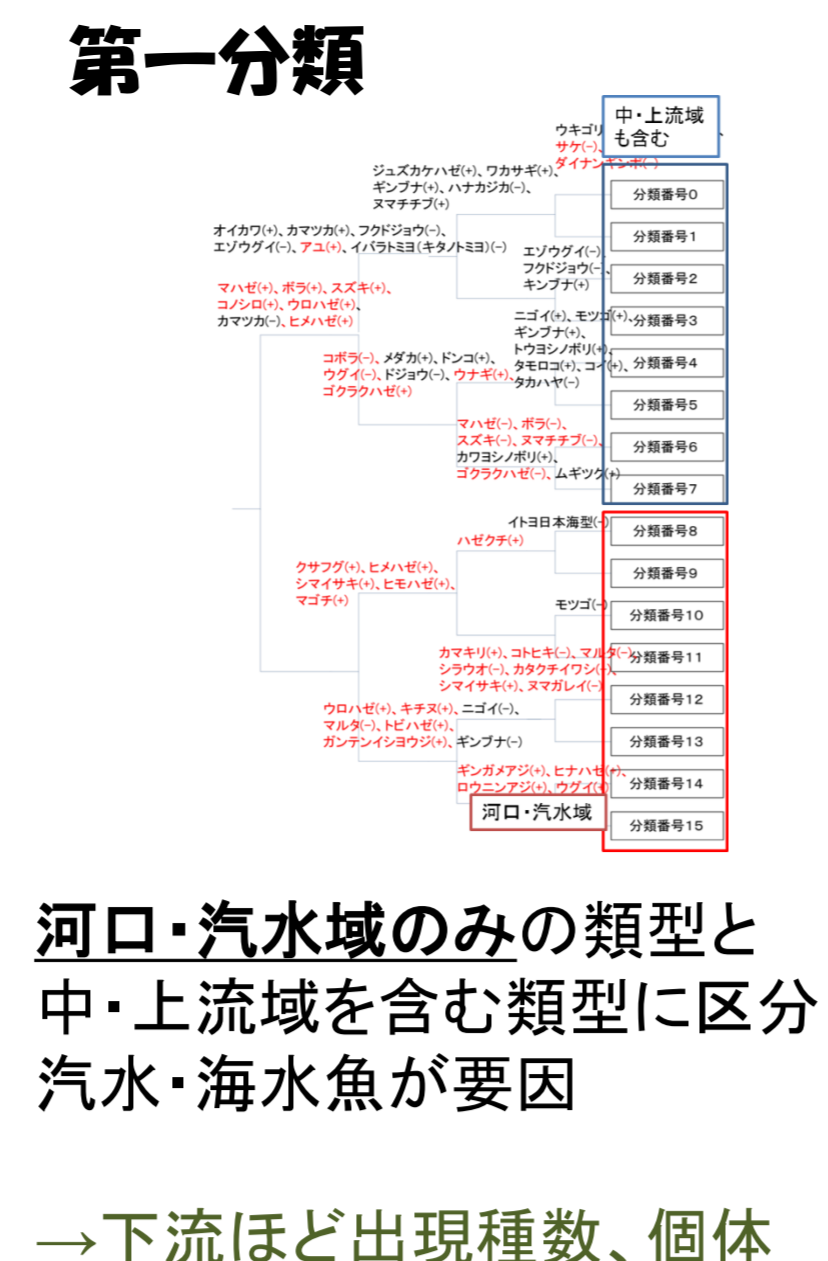 第一分類
中・上流域
も含む
ウキゴリ
サケ(-)、
ダイナンギンポ(-)
ジュズカケハゼ(+)、ワカサギ(+)、
ギンブナ(+)、ハナカジカ(-)、
ヌマチチブ(+)
分類番号0
オイカワ(+)、カマツカ(+)、フクドジョウ(-)、
エゾウグイ(-)、アユ(+)、イバラトミヨ(キタノトミヨ)(-)
分類番号1
エゾウグイ(-)、
フクドジョウ(-)、
キンブナ(+)
分類番号2
マハゼ(+)、ボラ(+)、スズキ(+)、
コノシロ(+)、ウロハゼ(+)、
カマツカ(-)、ヒメハゼ(+)
ニゴイ(+)、モツゴ(+)、
ギンブナ(+)、
トウヨシノボリ(+)、
タモロコ(+)、コイ(+)、
タカハヤ(-)
分類番号3
分類番号4
コボラ(-)、メダカ(+)、ドンコ(+)、
ウグイ(-)、ドジョウ(-)、ウナギ(+)、
ゴクラクハゼ(+)
分類番号5
マハゼ(-)、ボラ(-)、
スズキ(-)、ヌマチチブ(-)、
カワヨシノボリ(+)、
ゴクラクハゼ(-)、ムギツク(+)
分類番号6
分類番号7
イトヨ日本海型(-)
ハゼクチ(+)
分類番号8
分類番号9
クサフグ(+)、ヒメハゼ(+)、
シマイサキ(+)、ヒモハゼ(+)、
マゴチ(+)
モツゴ(-)
分類番号10
カマキリ(+)、コトヒキ(-)、マルタ(-)、
シラウオ(-)、カタクチイワシ(-)、
シマイサキ(+)、ヌマガレイ(-)
分類番号11
分類番号12
ウロハゼ(+)、キチヌ(+)、ニゴイ(-)、
マルタ(-)、トビハゼ(+)、
ガンテンイシヨウジ(+)、ギンブナ(-)
分類番号13
ギンガメアジ(+)、ヒナハゼ(+)、
ロウニンアジ(+)、ウグイ(+)
分類番号14
河口・汽水域
分類番号15
河口・汽水域のみの類型と
中・上流域を含む類型に区分
汽水・海水魚が要因
→下流ほど出現種数、個体